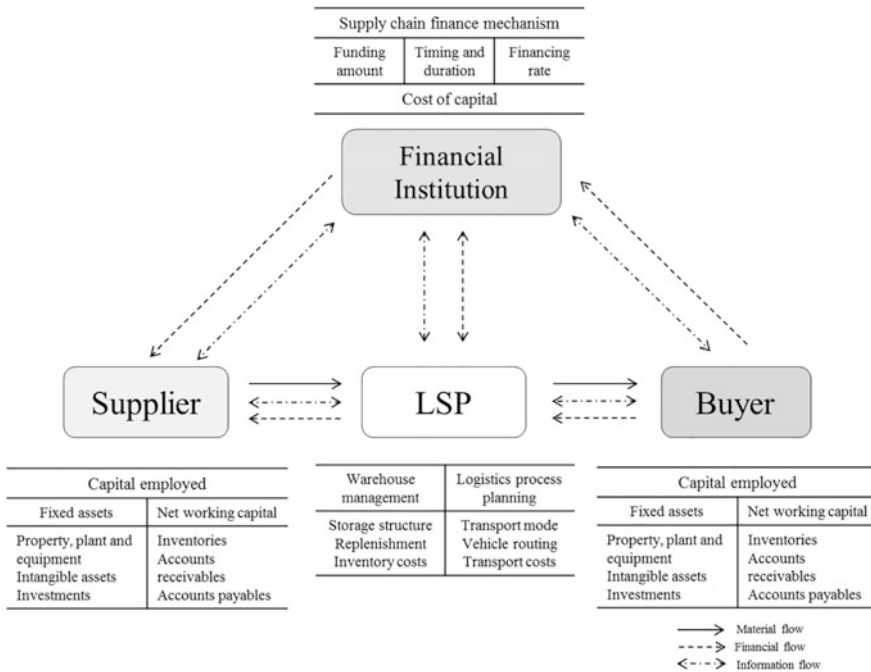 Supply chain finance mechanism
Funding amount
Timing and duration
Financing rate
Cost of capital
Financial
Institution
Supplier
LSP
Buyer
Capital employed
Fixed assets
Net working capital
Property, plant and
equipment
Intangible assets
Investments
Inventories
Accounts
receivables
Accounts payables
Warehouse
management
Logistics process
planning
Storage structure
Replenishment
Inventory costs
Transport mode
Vehicle routing
Transport costs
Capital employed
Fixed assets
Net working capital
Property, plant and
equipment
Intangible assets
Investments
Inventories
Accounts
receivables
Accounts payables
Material flow
Financial flow
Information flow